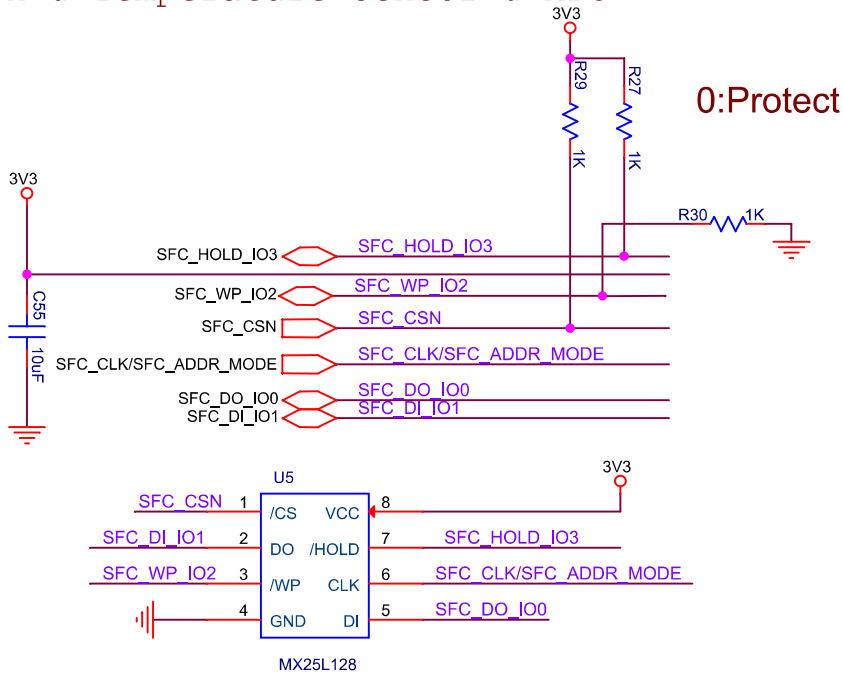 3V3
R29
R27
1K
1K
0:Protect
3V3
R30
1K
SFC_HOLD_IO3
SFC_HOLD_IO3
SFC_WP_IO2
SFC_WP_IO2
C55
10uF
SFC_CSN
SFC_CSN
SFC_CLK/SFC_ADDR_MODE
SFC_CLK/SFC_ADDR_MODE
SFC_DO_IO0
SFC_DO_IO0
SFC_DI_IO1
SFC_DI_IO1
U5
3V3
SFC_CSN 1 /CS VCC 8
SFC_DI_IO1 2 DO /HOLD 7 SFC_HOLD_IO3
SFC_WP_IO2 3 /WP CLK 6 SFC_CLK/SFC_ADDR_MODE
4 GND DI 5 SFC_DO_IO0
MX25L128